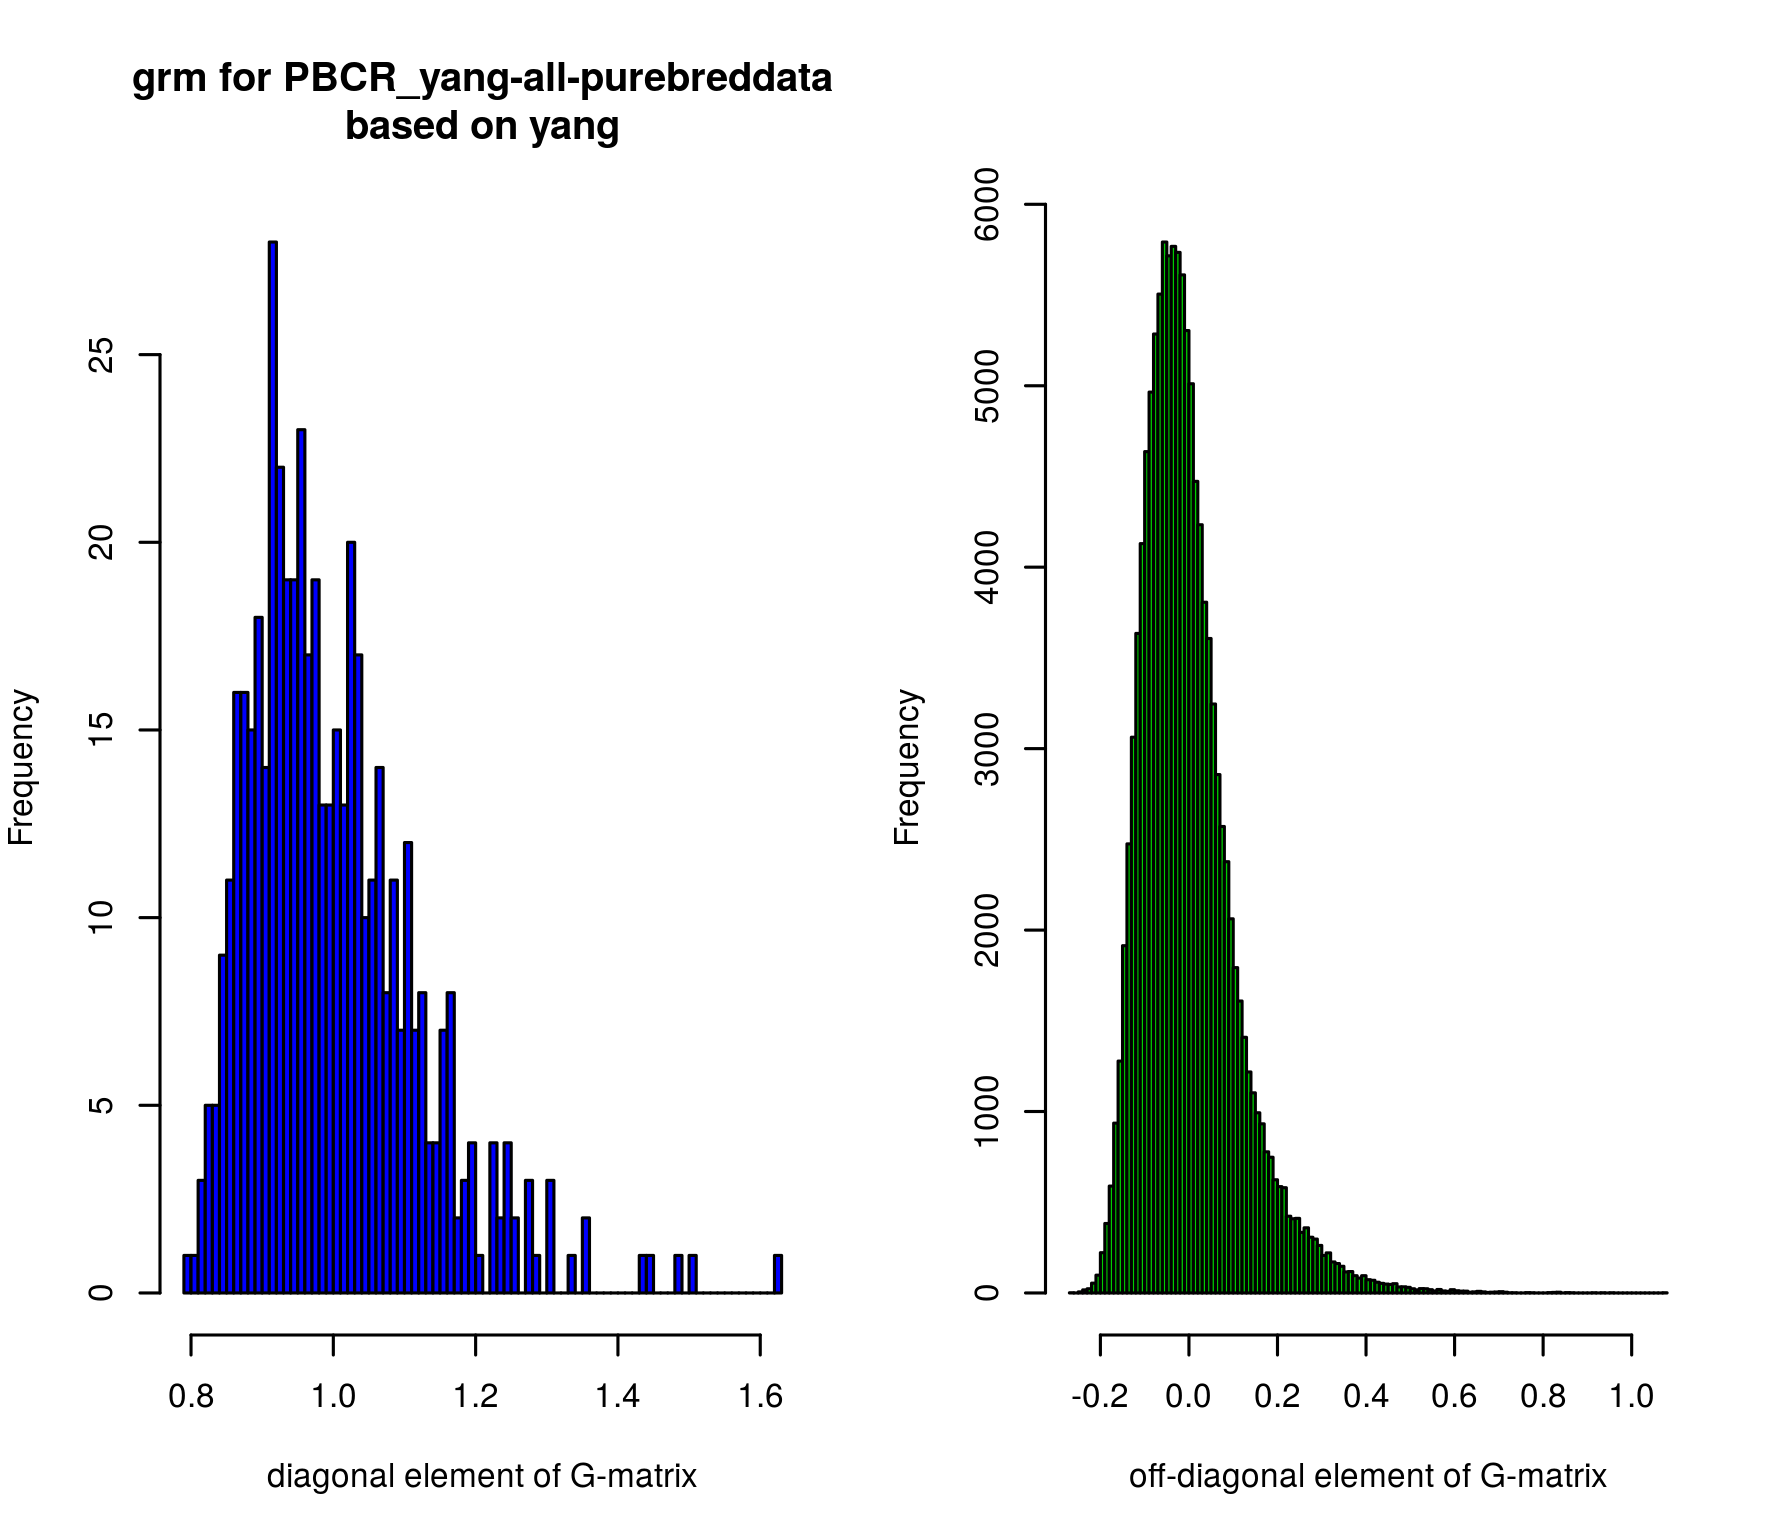 grm for PBCR_yang-all-purebreddata
based on yang
Frequency
0
5
10
15
20
25
0.8 1.0 1.2 1.4 1.6
diagonal element of G-matrix
Frequency
0
1000
2000
3000
4000
5000
6000
-0.2 0.0 0.2 0.4 0.6 0.8 1.0
off-diagonal element of G-matrix